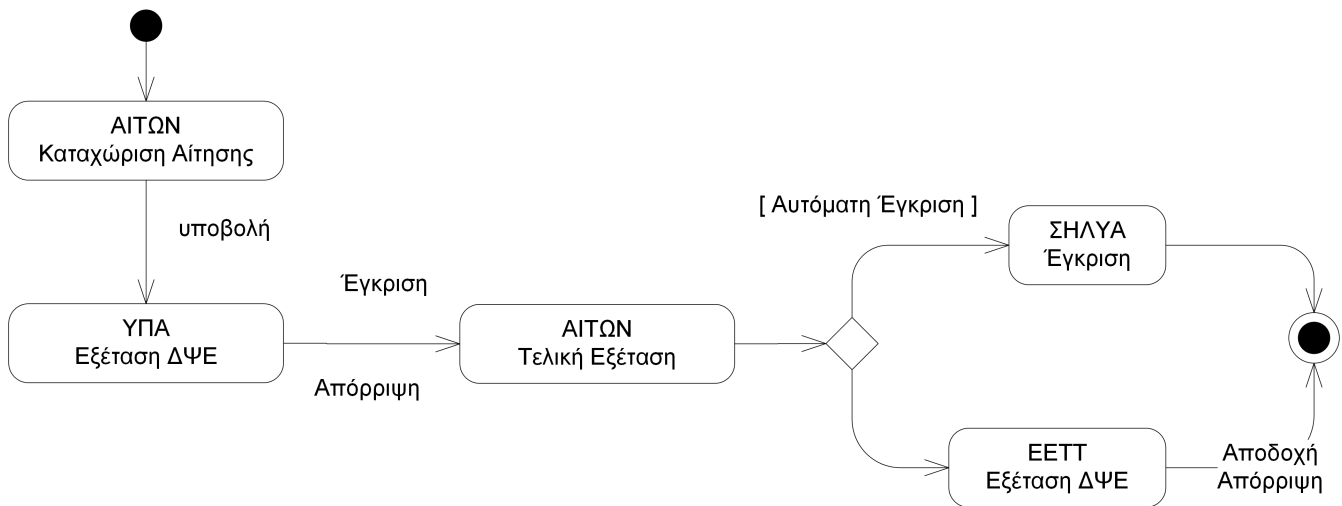 ΑΙΤΩΝ
Καταχώριση Αίτησης
υποβολή
ΥΠΑ
Εξέταση ΔΨΕ
Έγκριση
Απόρριψη
ΑΙΤΩΝ
Τελική Εξέταση
[ Αυτόματη Έγκριση ]
ΣΗΛΥΑ
Έγκριση
ΕΕΤΤ
Εξέταση ΔΨΕ
Αποδοχή
Απόρριψη